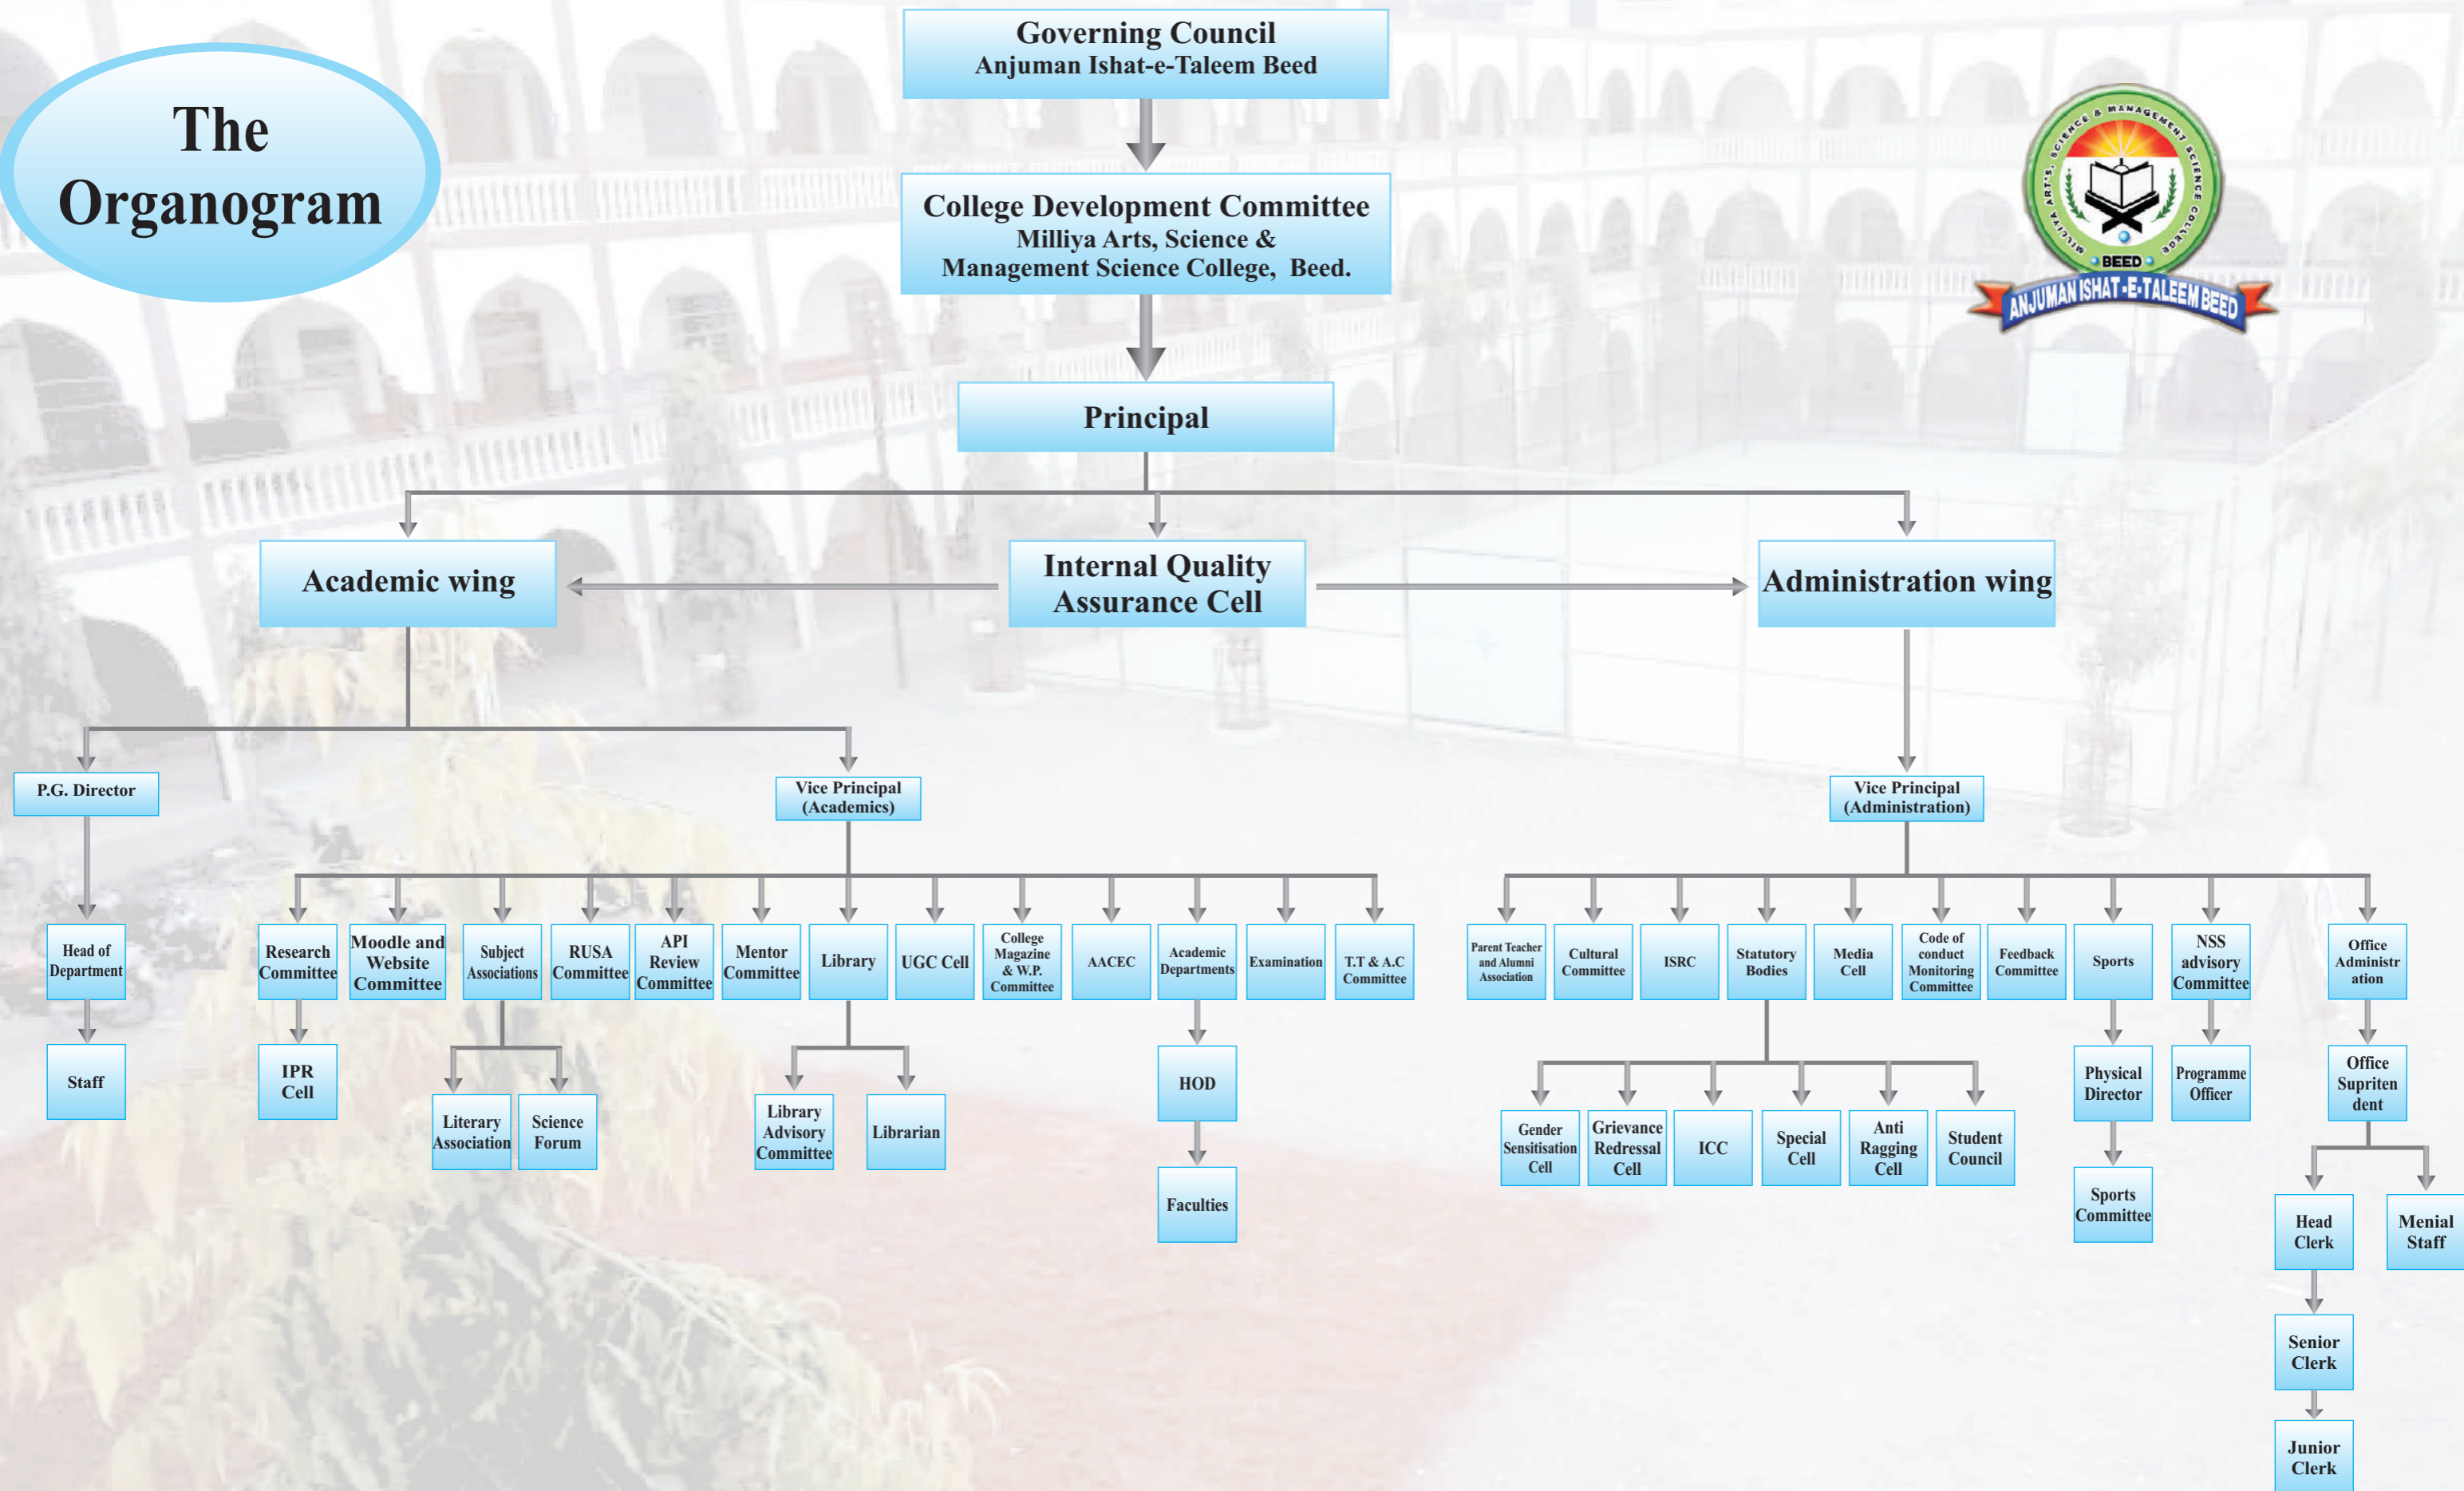 The
Organogram
Governing Council
Anjuman Ishat-e-Taleem Beed
MILLIYA ART'S, SCIENCE & MANAGEMENT SCIENCE COLLEGE
BEED
ANJUMAN ISHAT-E-TALEEM BEED
College Development Committee
Milliya Arts, Science &
Management Science College, Beed.
Principal
Academic wing
Internal Quality
Assurance Cell
Administration wing
P.G. Director
Vice Principal
(Academics)
Vice Principal
(Administration)
Head of
Department
Research
Committee
Moodle and
Website
Committee
Subject
Associations
RUSA
Committee
API
Review
Committee
Mentor
Committee
Library
UGC Cell
College
Magazine
& W.P.
Committee
AACEC
Academic
Departments
Examination
T.T & A.C
Committee
Parent Teacher
and Alumni
Association
Cultural
Committee
ISRC
Statutory
Bodies
Media
Cell
Code of
conduct
Monitoring
Committee
Feedback
Committee
Sports
NSS
advisory
Committee
Office
Administr
ation
Staff
IPR
Cell
Literary
Association
Science
Forum
Library
Advisory
Committee
Librarian
HOD
Faculties
Gender
Sensitisation
Cell
Grievance
Redressal
Cell
ICC
Special
Cell
Anti
Ragging
Cell
Student
Council
Physical
Director
Sports
Committee
Programme
Officer
Office
Supriten
dent
Head
Clerk
Menial
Staff
Senior
Clerk
Junior
Clerk